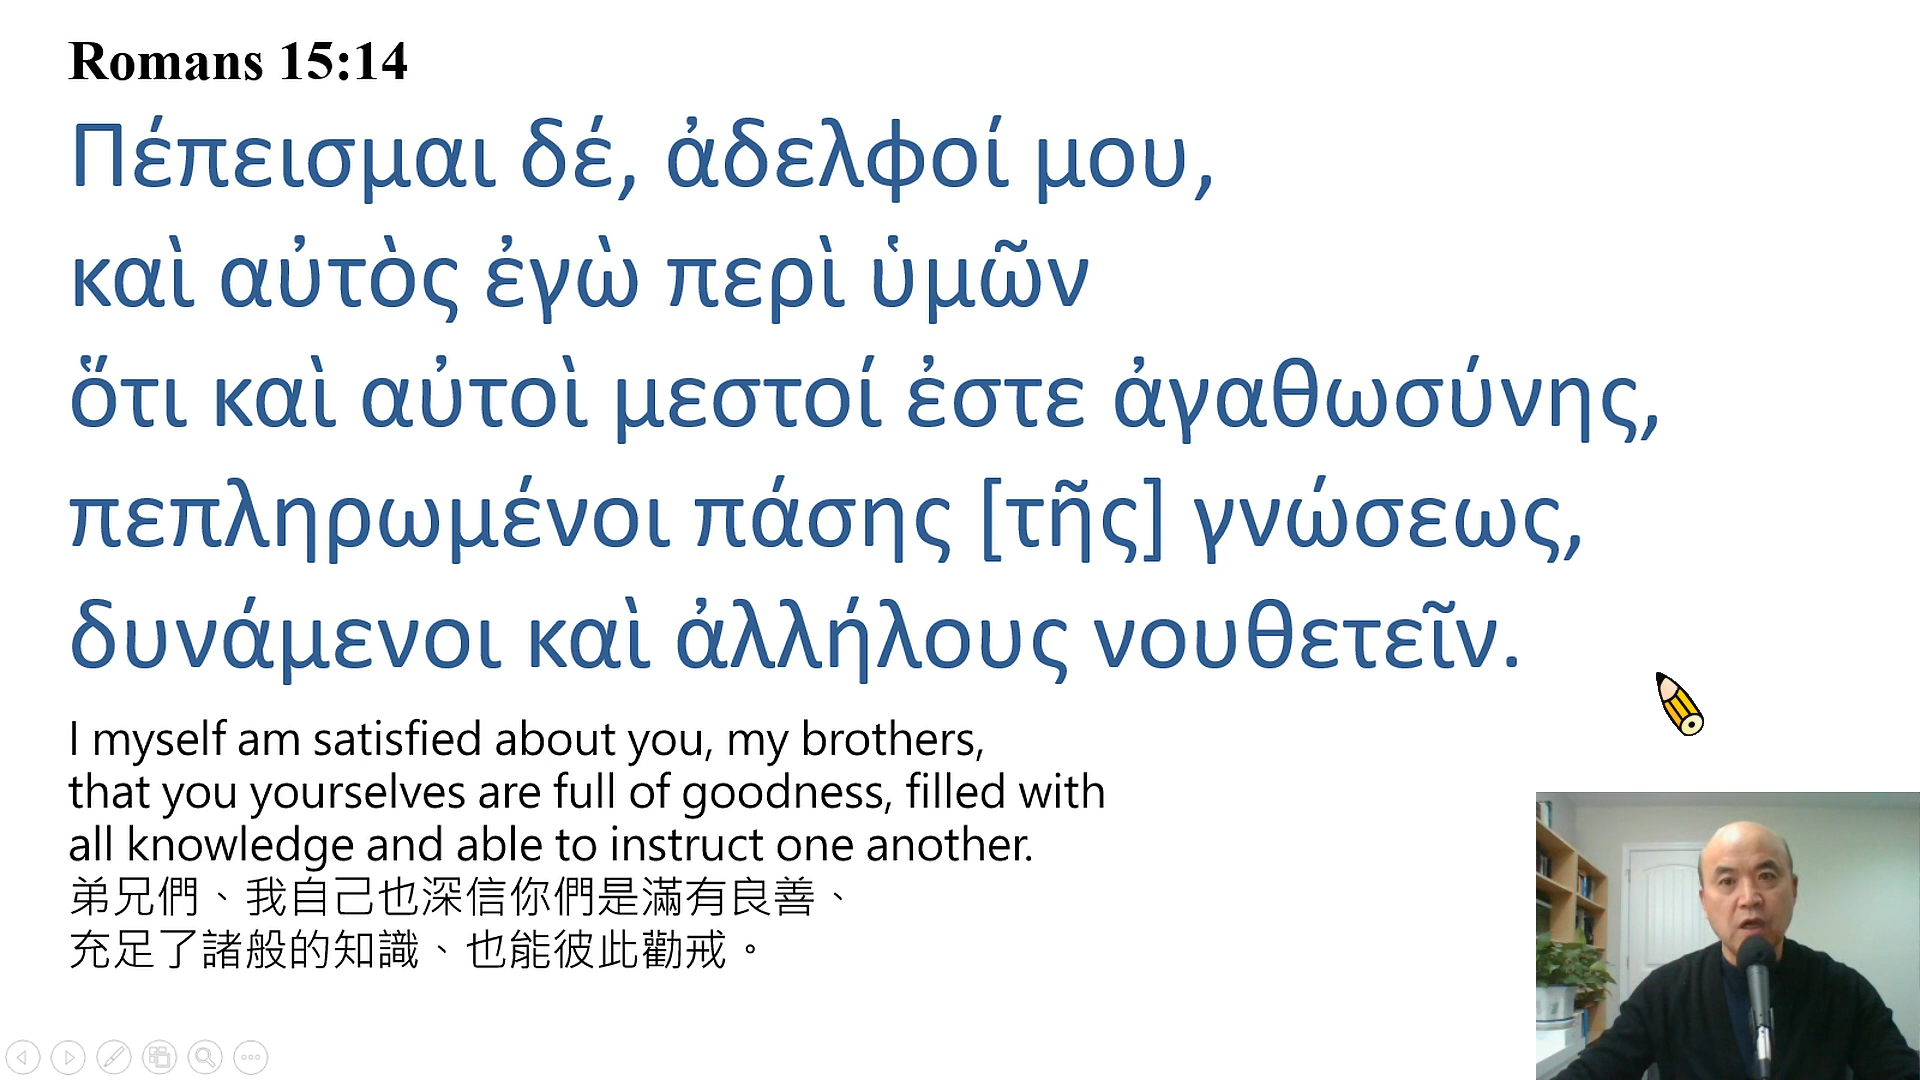 Romans 15:14
Πέπεισμαι δέ, ἀδελφοί μου,
καὶ αὐτὸς ἐγὼ περὶ ὑμῶν
ὅτι καὶ αὐτοὶ μεστοί ἐστε ἀγαθωσύνης,
πεπληρωμένοι πάσης [τῆς] γνώσεως,
δυνάμενοι καὶ ἀλλήλους νουθετεῖν.
I myself am satisfied about you, my brothers,
that you yourselves are full of goodness, filled with
all knowledge and able to instruct one another.
弟兄們、我自己也深信你們是滿有良善、
充足了諸般的知識、也能彼此勸戒。